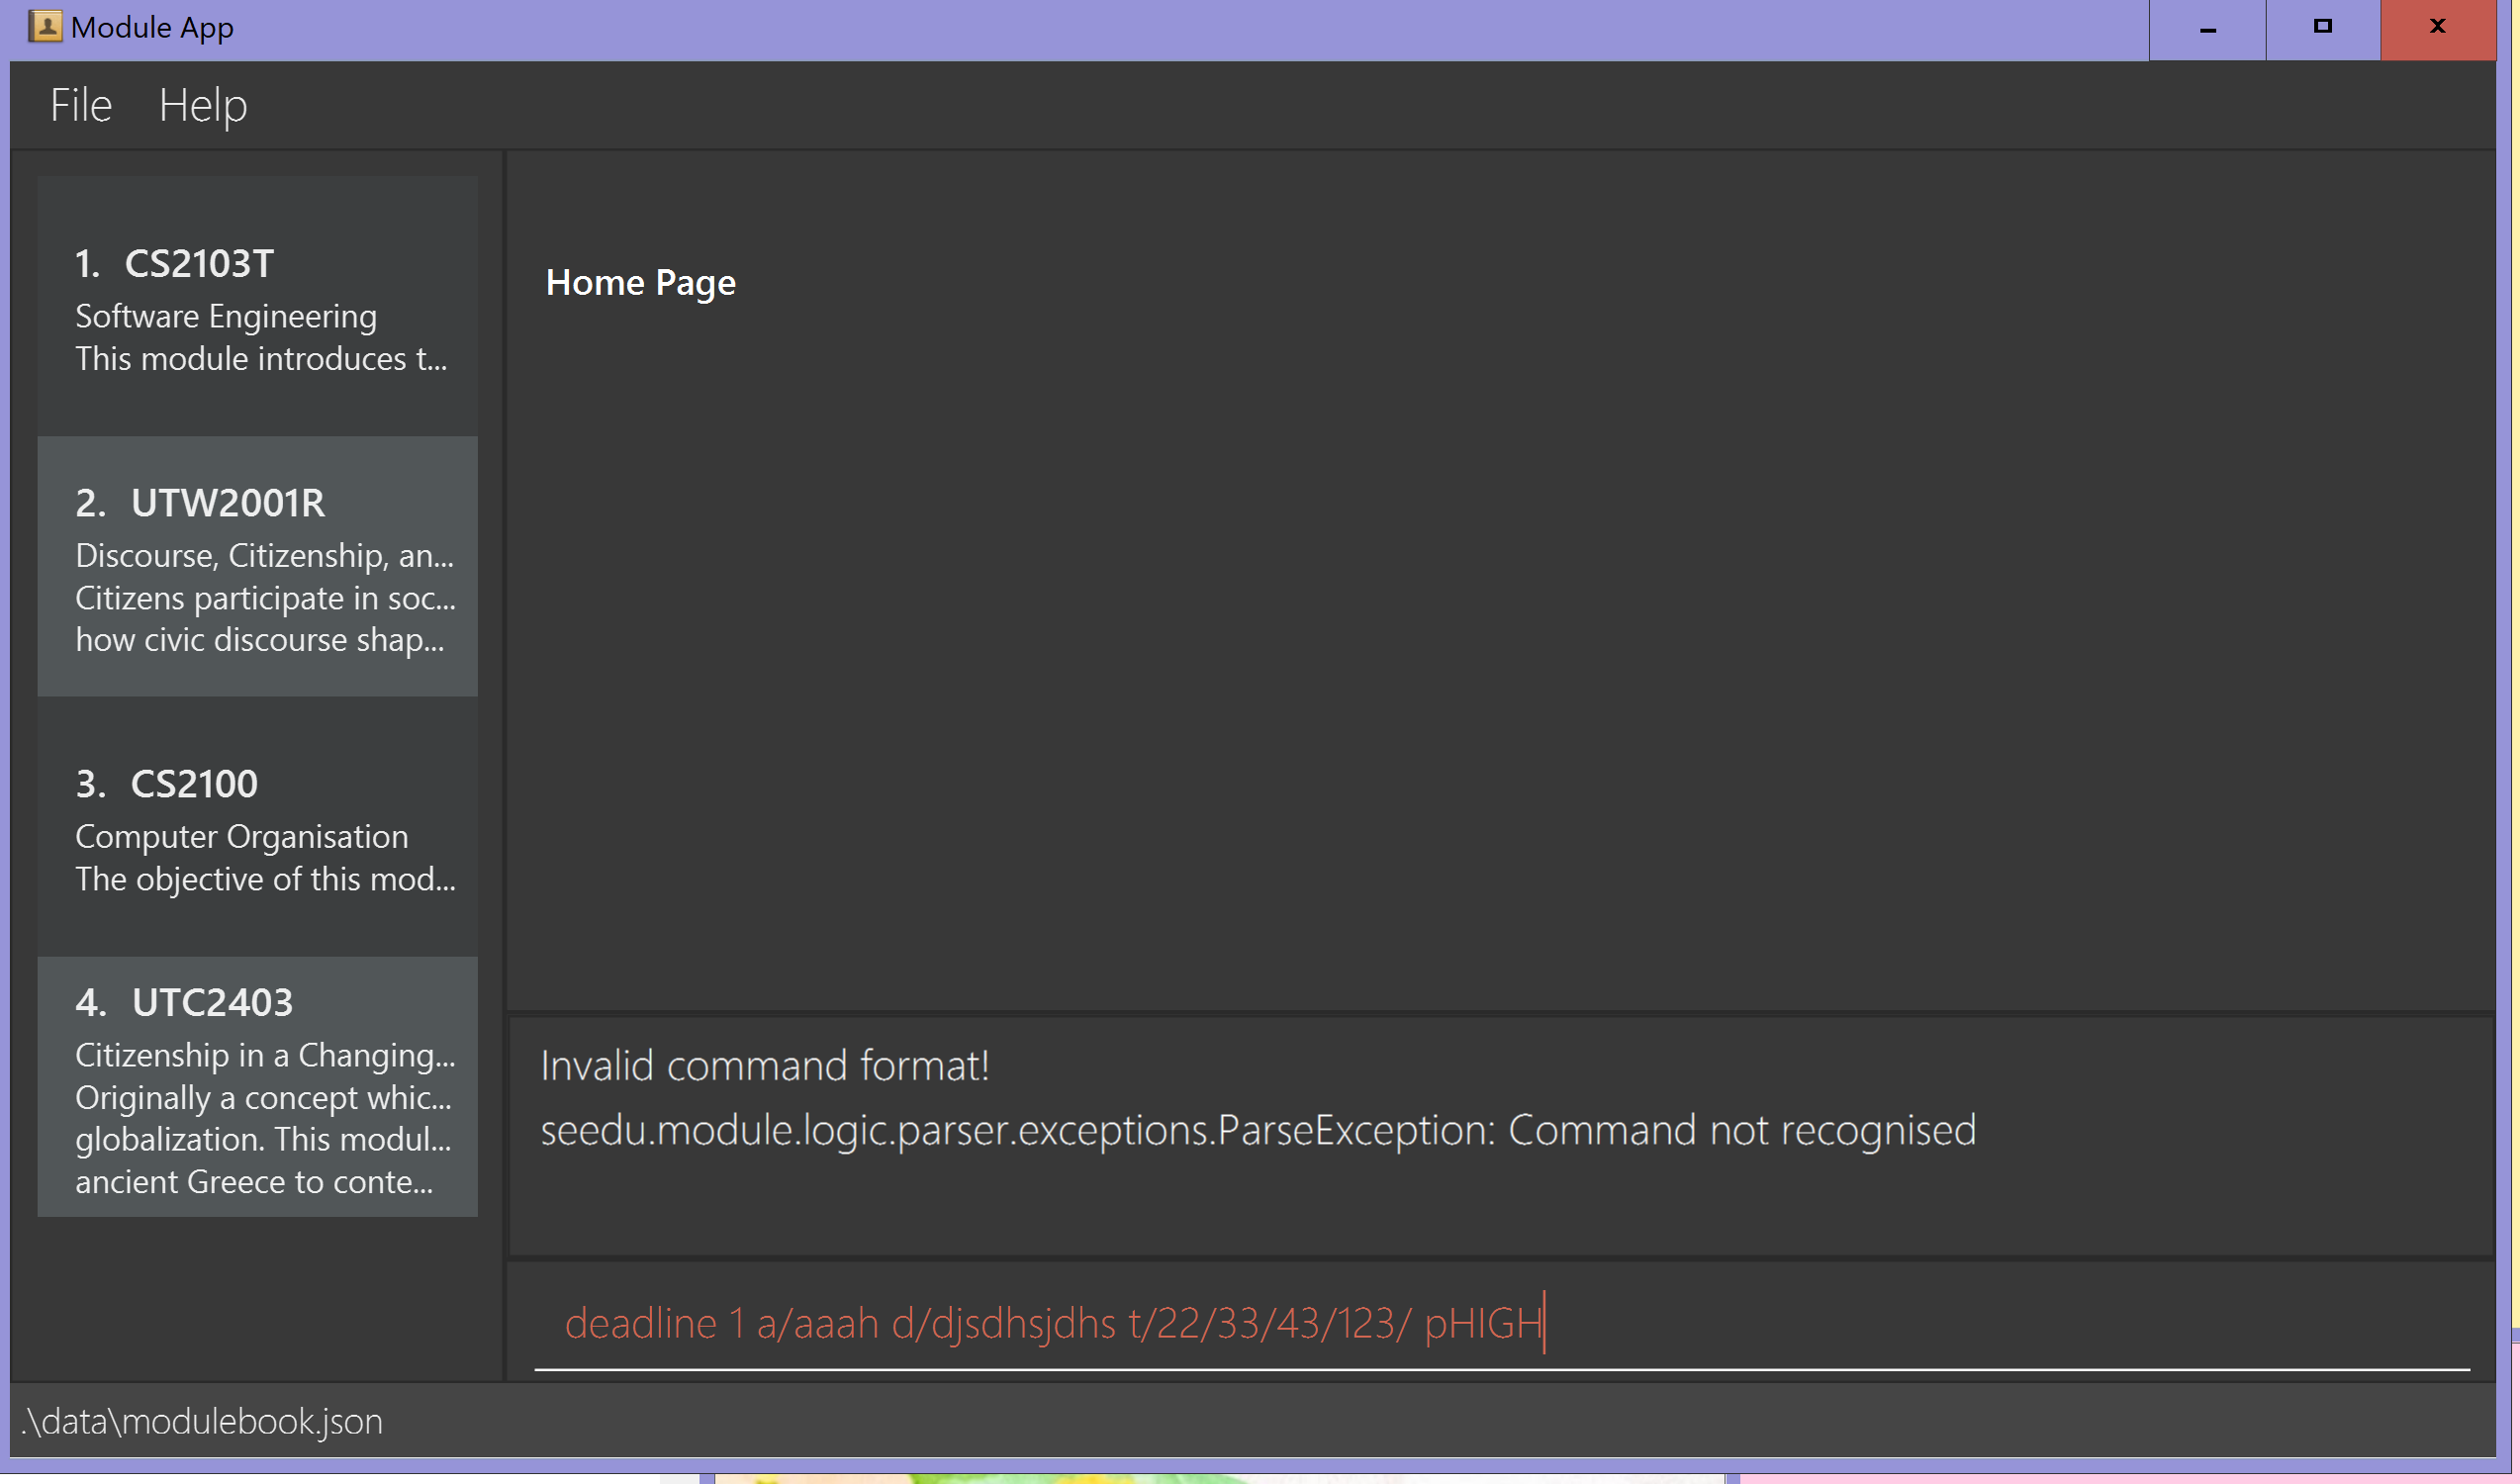 Module App
File Help
1. CS2103T
Software Engineering
This module introduces t...
2. UTW2001R
Discourse, Citizenship, an...
Citizens participate in soc...
how civic discourse shap...
3. CS2100
Computer Organisation
The objective of this mod...
4. UTC2403
Citizenship in a Changing...
Originally a concept whic...
globalization. This modul...
ancient Greece to conte...
Home Page
Invalid command format!
seedu.module.logic.parser.exceptions.ParseException: Command not recognised
deadline 1 a/aaah d/djsdhsjdhs t/22/33/43/123/ pHIGH
.\data\modulebook.json